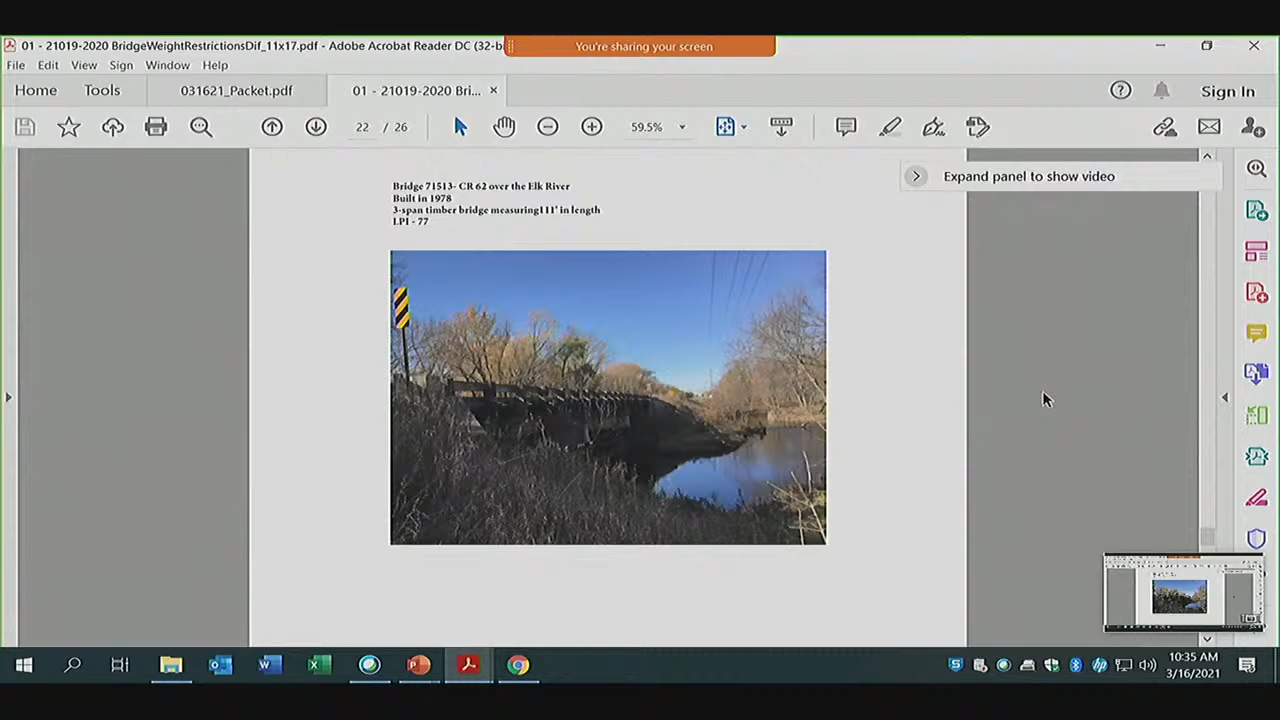 01 - 21019-2020 BridgeWeightRestrictionsDif_11x17.pdf - Adobe Acrobat Reader DC (32-b
You're sharing your screen
File Edit View Sign Window Help
Home Tools 031621_Packet.pdf 01 - 21019-2020 Bri... Sign In
22 / 26 59.5%
Expand panel to show video
Bridge 71513- CR 62 over the Elk River
Built in 1978
3-span timber bridge measuring111' in length
LPI - 77
10:35 AM
3/16/2021